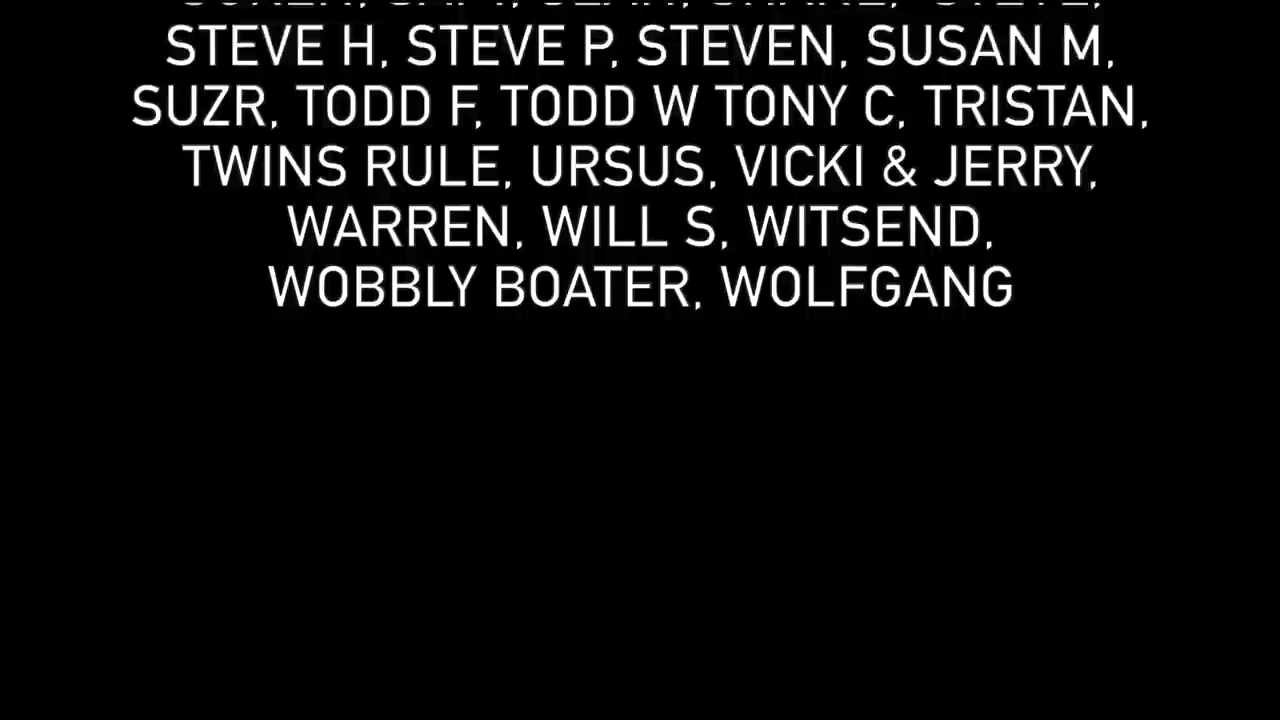 STEVE H, STEVE P, STEVEN, SUSAN M,
SUZR, TODD F, TODD W TONY C, TRISTAN,
TWINS RULE, URSUS, VICKI & JERRY,
WARREN, WILL S, WITSEND,
WOBBLY BOATER, WOLFGANG